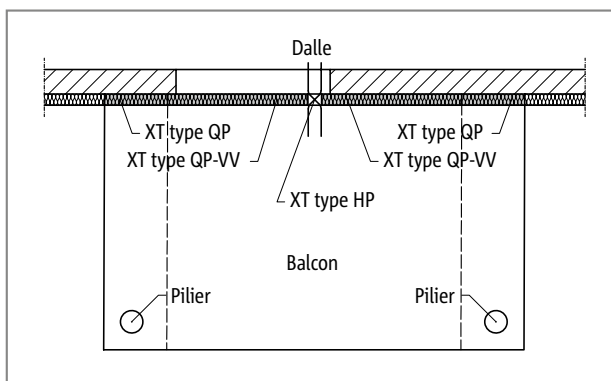 Dalle
XT type QP
XT type QP
XT type QP-VV
XT type QP-VV
XT type HP
Balcon
Pilier
Pilier